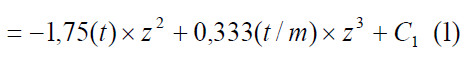 = −1,75(t) × z² + 0,333(t / m) × z³ + C₁ (1)